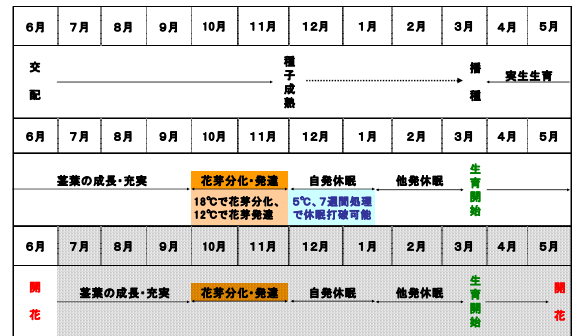 6月 7月 8月 9月 10月 11月 12月 1月 2月 3月 4月 5月
交配 種子成熟 播種 実生生育
6月 7月 8月 9月 10月 11月 12月 1月 2月 3月 4月 5月
茎葉の成長・充実 花芽分化・発達 自発休眠 他発休眠 生育開始
18℃で花芽分化、
12℃で花芽発達
5℃、7週間処理
で休眠打破可能
6月 7月 8月 9月 10月 11月 12月 1月 2月 3月 4月 5月
開花 茎葉の成長・充実 花芽分化・発達 自発休眠 他発休眠 生育開始 開花